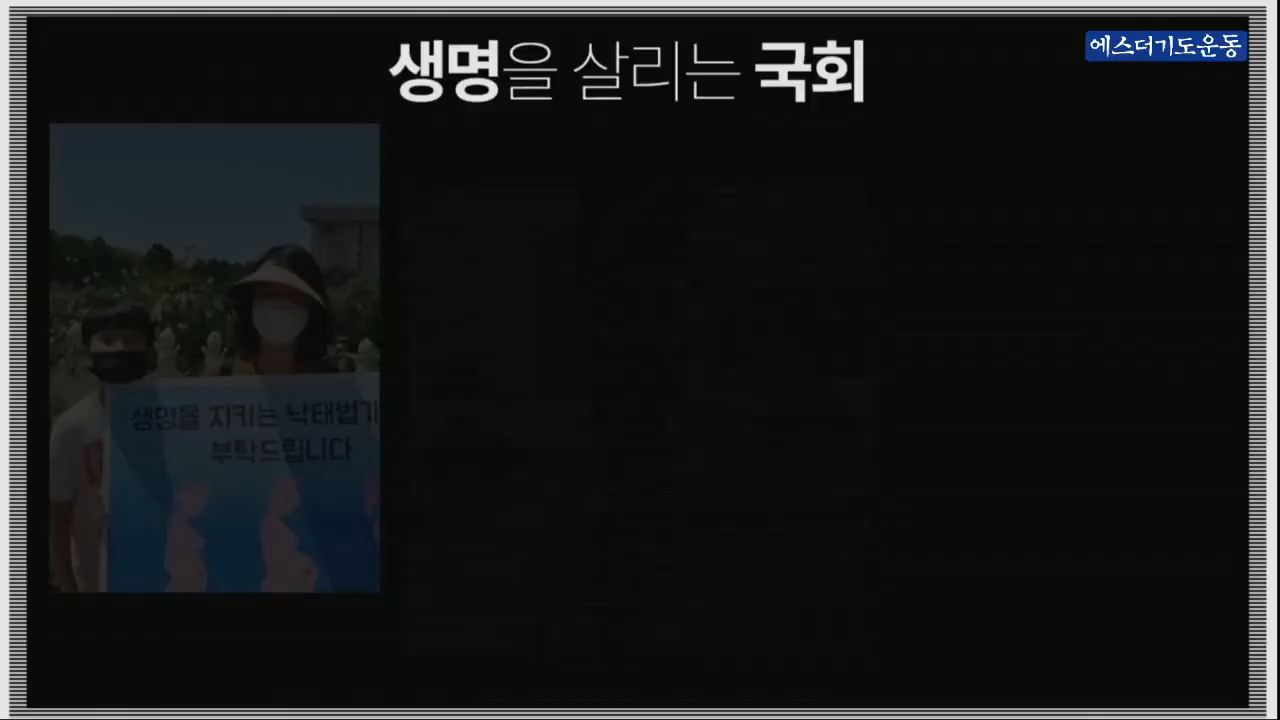 생명을 살리는 국회
에스더기도운동
생명을 지키는 낙태법기
부탁드립니다